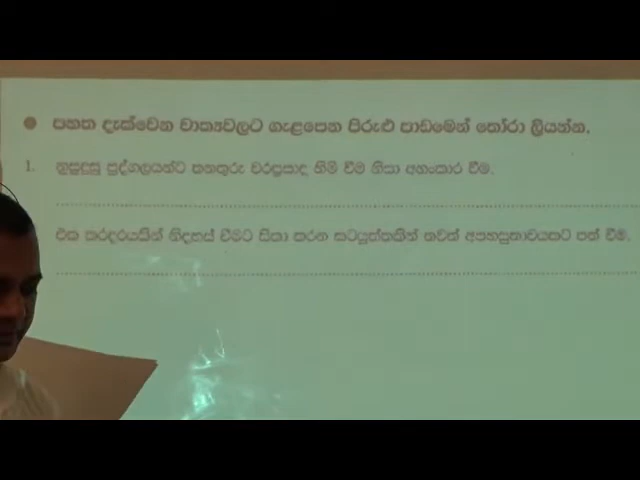 පහත දැක්වෙන වාක්‍යවලට ගැළපෙන පිරුළු පාඩමෙන් තෝරා ලියන්න.
1. නුසුදුසු පුද්ගලයන්ට තනතුරු වරප්‍රසාද හිමි වීම නිසා අහංකාර වීම.
එක කරදරයකින් නිදහස් වීමට සිතා කරන කටයුත්තකින් තවත් අපහසුතාවයකට පත් වීම.